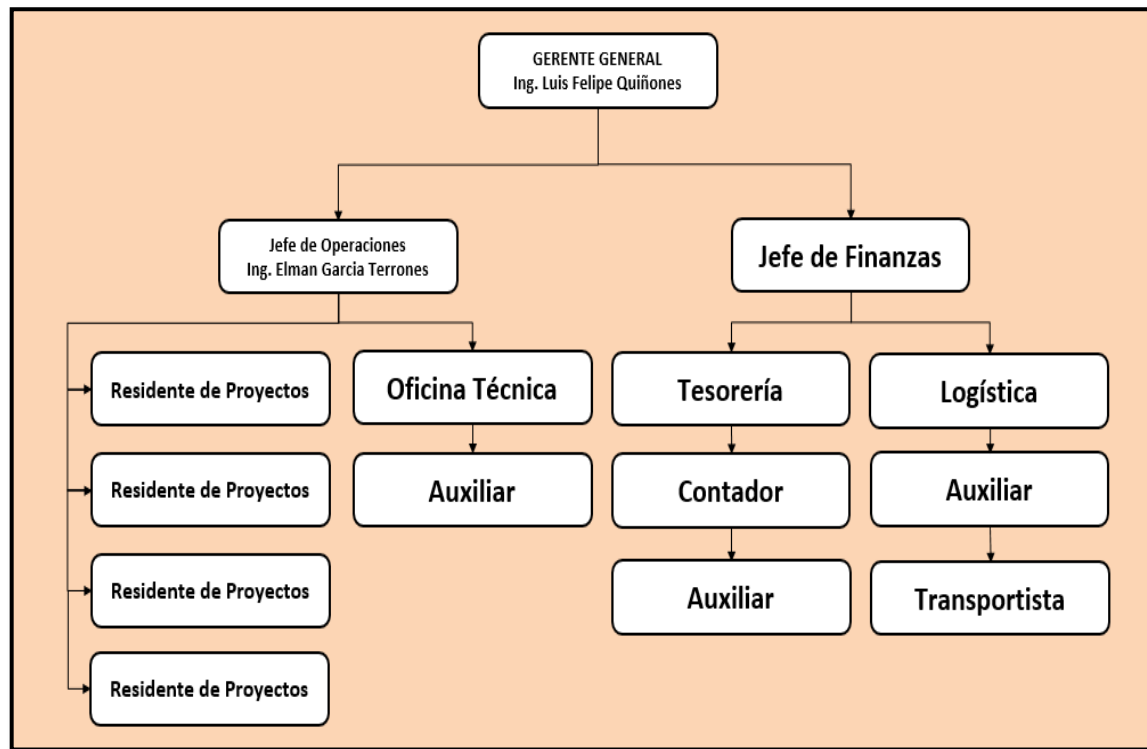 GERENTE GENERAL
Ing. Luis Felipe Quiñones
Jefe de Operaciones
Ing. Elman Garcia Terrones
Jefe de Finanzas
Residente de Proyectos
Oficina Técnica
Tesorería
Logística
Residente de Proyectos
Auxiliar
Contador
Auxiliar
Residente de Proyectos
Auxiliar
Transportista
Residente de Proyectos